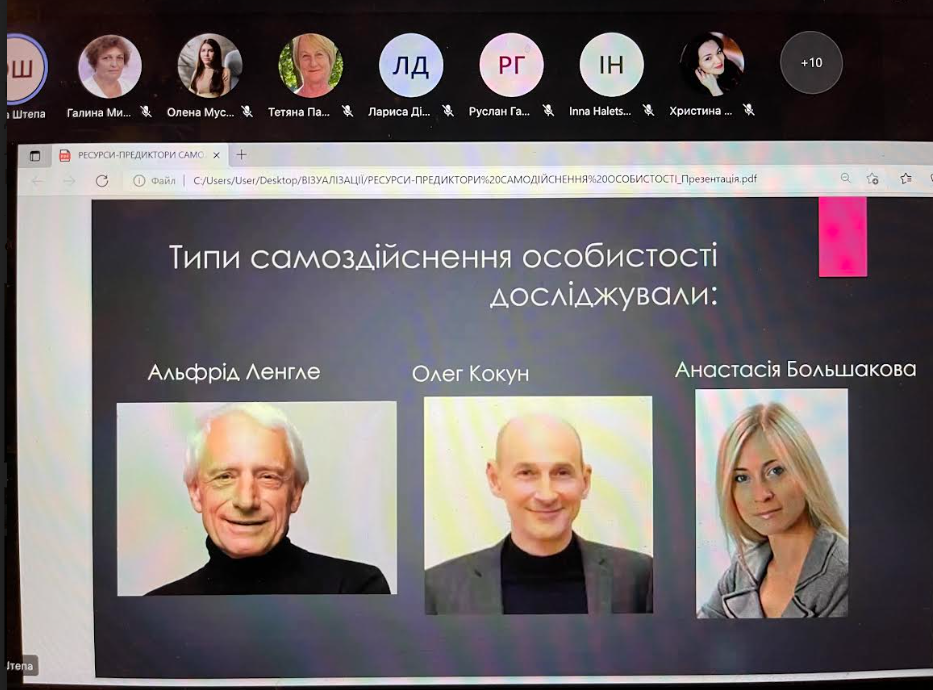 ОШ
а Штепа
Галина Ми...
Олена Мус...
Тетяна Па...
ЛД
Лариса Ді...
РГ
Руслан Га...
ІН
Inna Halets...
Христина ...
+10
РЕСУРСИ-ПРЕДИКТОРИ САМО
Файл
C:/Users/User/Desktop/ВІЗУАЛІЗАЦІЇ/РЕСУРСИ-ПРЕДИКТОРИ%20САМОДІЙСНЕННЯ%20ОСОБИСТОСТІ_Презентація.pdf
Типи самоздійснення особистості
досліджували:
Альфрід Ленгле
Олег Кокун
Анастасія Большакова
Штепа